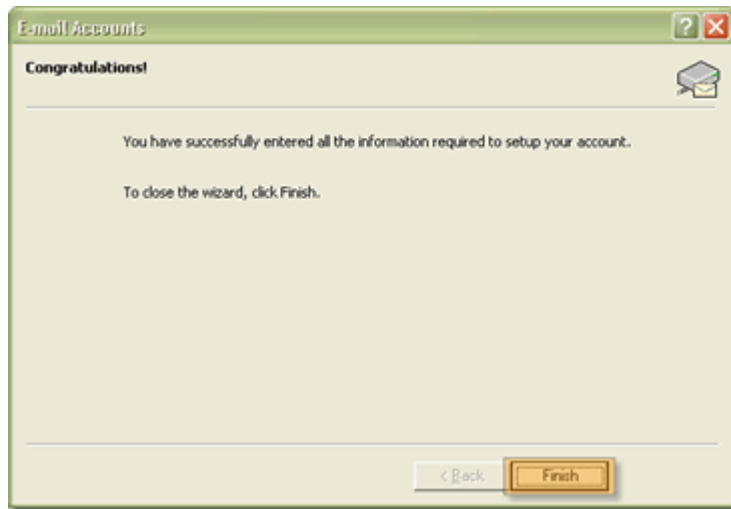 E-mail Accounts
Congratulations!
You have successfully entered all the information required to setup your account.
To close the wizard, click Finish.
< Back Finish